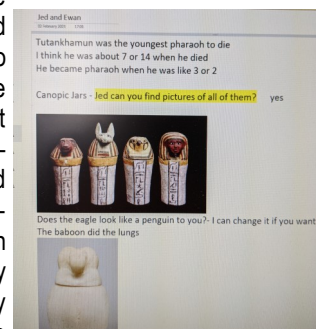 Jed and Ewan
Tutankhamun was the youngest pharaoh to die
I think he was about 7 or 14 when he died
He became pharaoh when he was like 3 or 2
Canopic Jars - Jed can you find pictures of all of them? yes
Does the eagle look like a penguin to you?- I can change it if you want
The baboon did the lungs